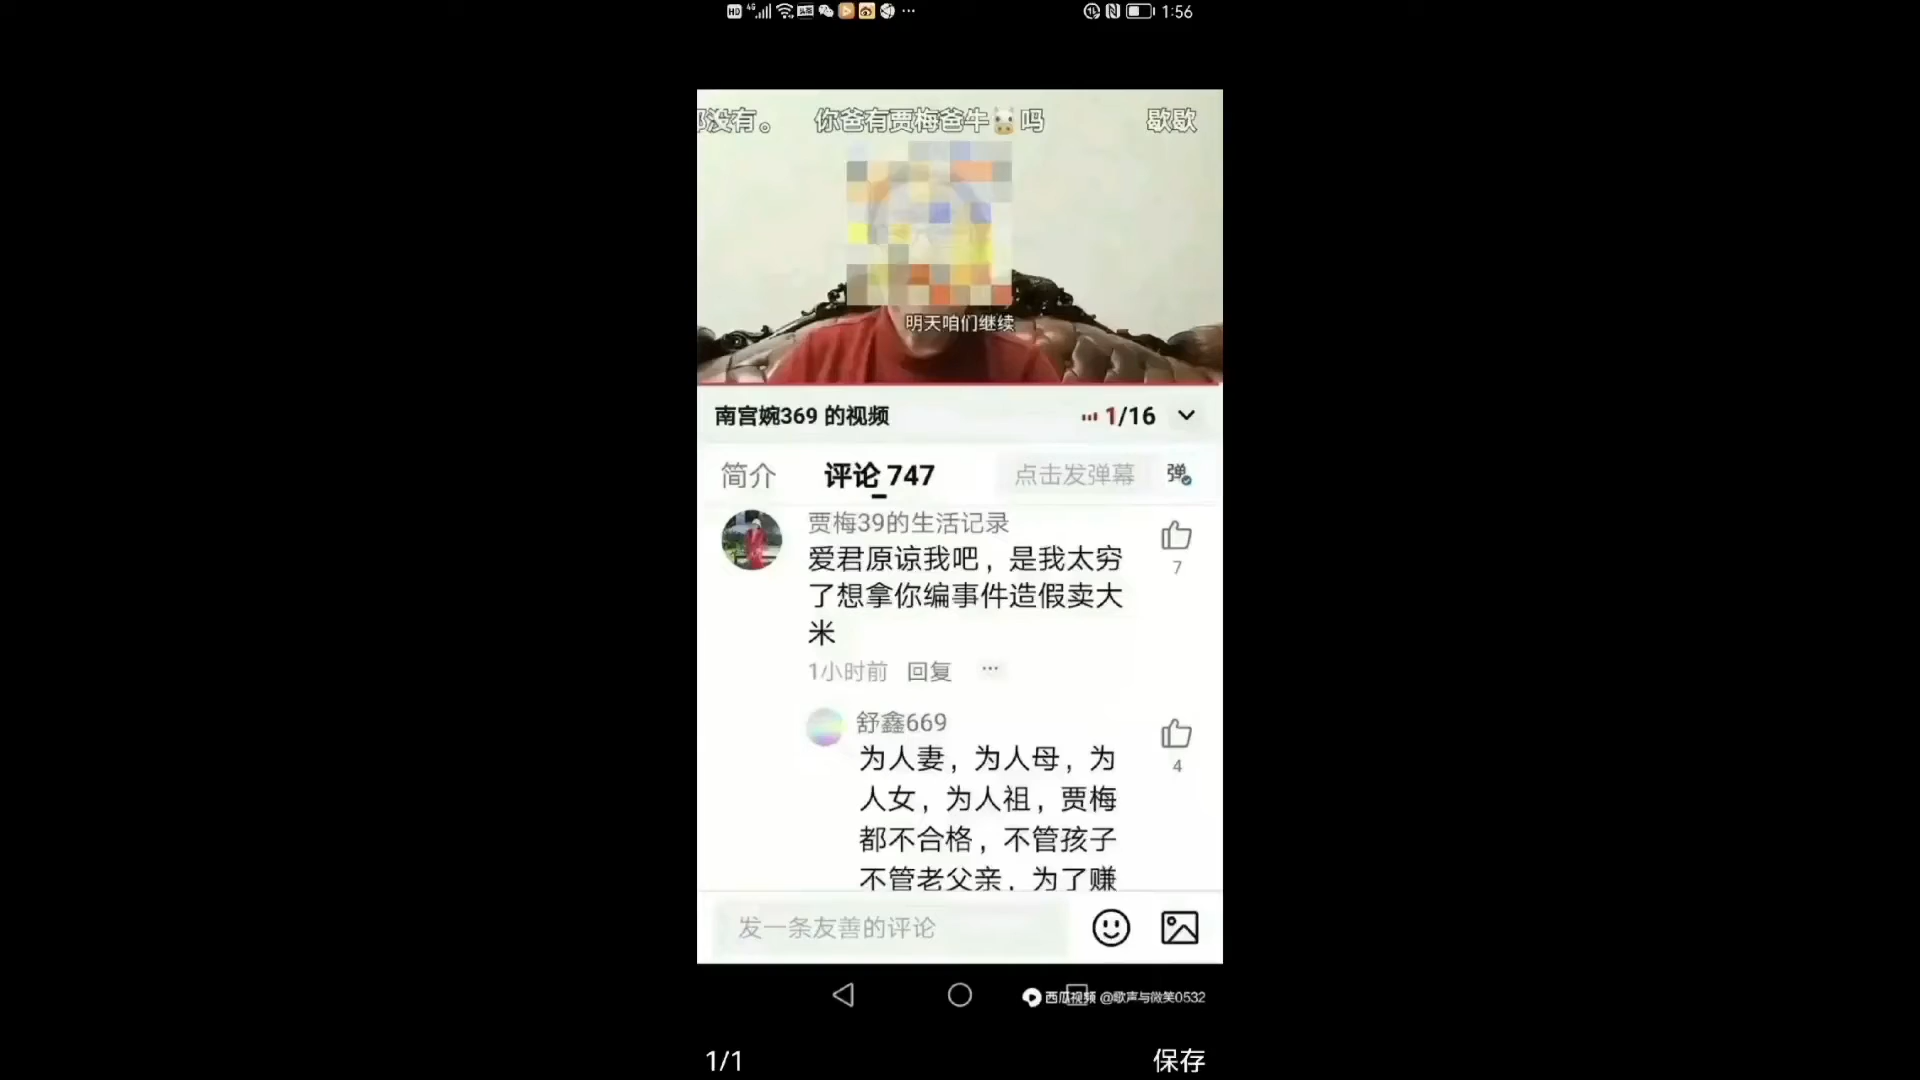 HD 4G 头条 ... 1:56
都没有。 你爸有贾梅爸牛🐮吗 歇歇
明天咱们继续
南宫婉369 的视频 1/16
简介 评论 747 点击发弹幕 弹
贾梅39的生活记录
爱君原谅我吧，是我太穷
了想拿你编事件造假卖大
米
7
1小时前 回复 ...
舒鑫669
为人妻，为人母，为
人女，为人祖，贾梅
都不合格，不管孩子
不管老父亲，为了赚
4
发一条友善的评论
西瓜视频 @歌声与微笑0532
1/1 保存